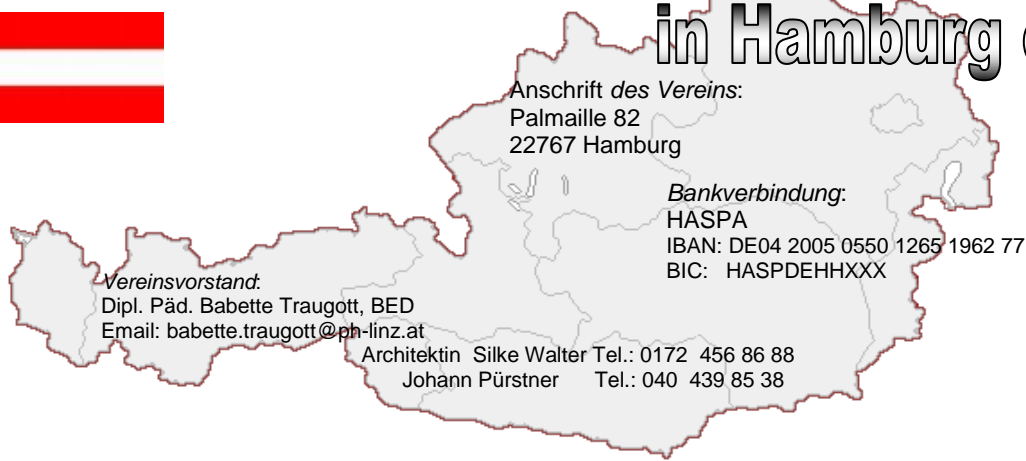 in Hamburg e
Anschrift des Vereins:
Palmaille 82
22767 Hamburg
Bankverbindung:
HASPA
IBAN: DE04 2005 0550 1265 1962 77
BIC: HASPDEHHXXX
Vereinsvorstand:
Dipl. Päd. Babette Traugott, BED
Email: babette.traugott@ph-linz.at
Architektin Silke Walter Tel.: 0172 456 86 88
Johann Pürstner Tel.: 040 439 85 38